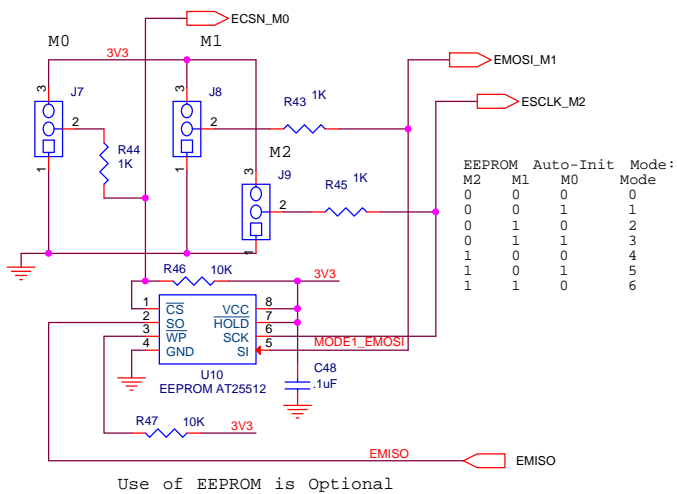 ECSN_M0
M0
M1
3V3
EMOSI_M1
J7
J8
R43
1K
ESCLK_M2
3
2
1
3
2
1
R44
1K
M2
J9
R45
1K
3
2
1
EEPROM Auto-Init Mode:
M2 M1 M0 Mode
0 0 0 0
0 0 1 1
0 1 0 2
0 1 1 3
1 0 0 4
1 0 1 5
1 1 0 6
R46
10K
3V3
1 CS VCC 8
2 SO HOLD 7
3 WP SCK 6
4 GND SI 5
MODE1_EMOSI
U10
EEPROM AT25512
C48
.1uF
R47
10K
3V3
EMISO
EMISO
Use of EEPROM is Optional